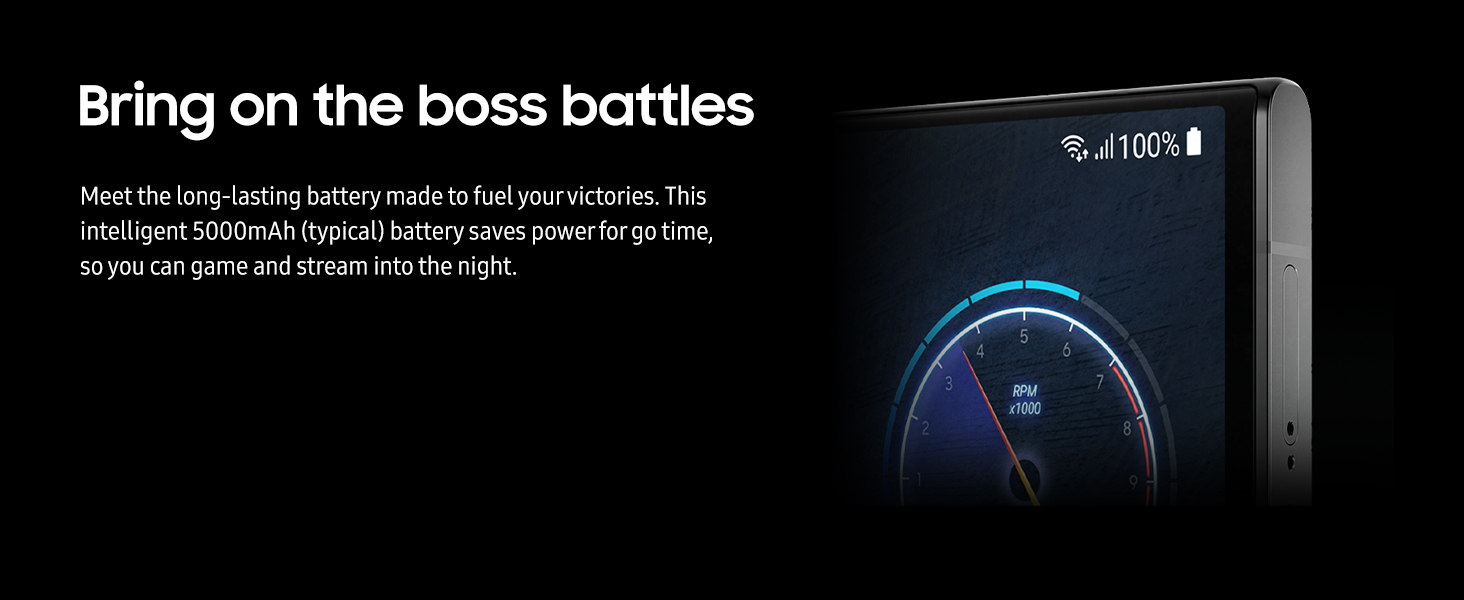 Bring on the boss battles
Meet the long-lasting battery made to fuel your victories. This
intelligent 5000mAh (typical) battery saves power for go time,
so you can game and stream into the night.
100%
5
4
6
3
7
RPM
x1000
2
8
1
9